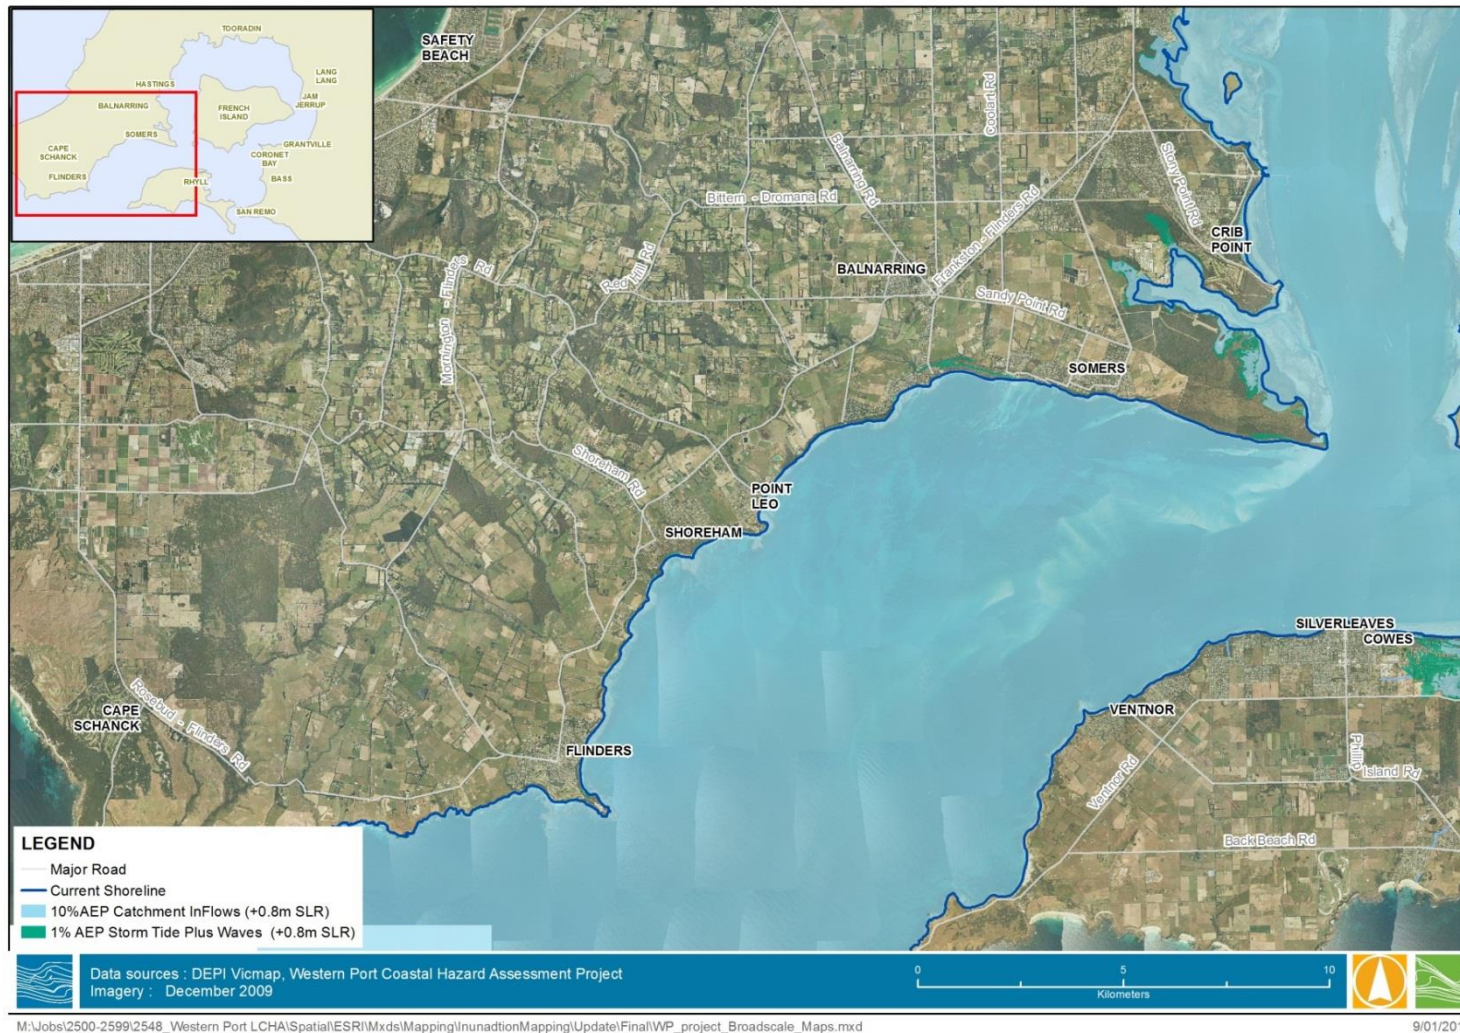 TOORADIN
LANG
LANG
HASTINGS
JAM
JERRUP
BALNARRING
FRENCH
ISLAND
SOMERS
GRANTVILLE
CAPE
SCHANCK
CORONET
BAY
FLINDERS
RHYLL
BASS
SAN REMO
SAFETY
BEACH
Coolart Rd
Balnarring Rd
Stony Point Rd
Bittern - Dromana Rd
Frankston - Flinders Rd
CRIB
POINT
Mornington - Flinders Rd
Red Hill Rd
BALNARRING
Sandy Point Rd
SOMERS
Shoreham Rd
POINT
LEO
SHOREHAM
SILVERLEAVES
COWES
Rosebud - Flinders Rd
CAPE
SCHANCK
VENTNOR
FLINDERS
Phillip
Island Rd
Ventnor Rd
Back Beach Rd
LEGEND
Major Road
Current Shoreline
10%AEP Catchment InFlows (+0.8m SLR)
1% AEP Storm Tide Plus Waves (+0.8m SLR)
Data sources : DEPI Vicmap, Western Port Coastal Hazard Assessment Project
Imagery : December 2009
0 5 10
Kilometers
M:\Jobs\2500-2599\2548_Western Port LCHA\Spatial\ESRI\Mxds\Mapping\InunadtionMapping\Update\Final\WP_project_Broadscale_Maps.mxd
9/01/201